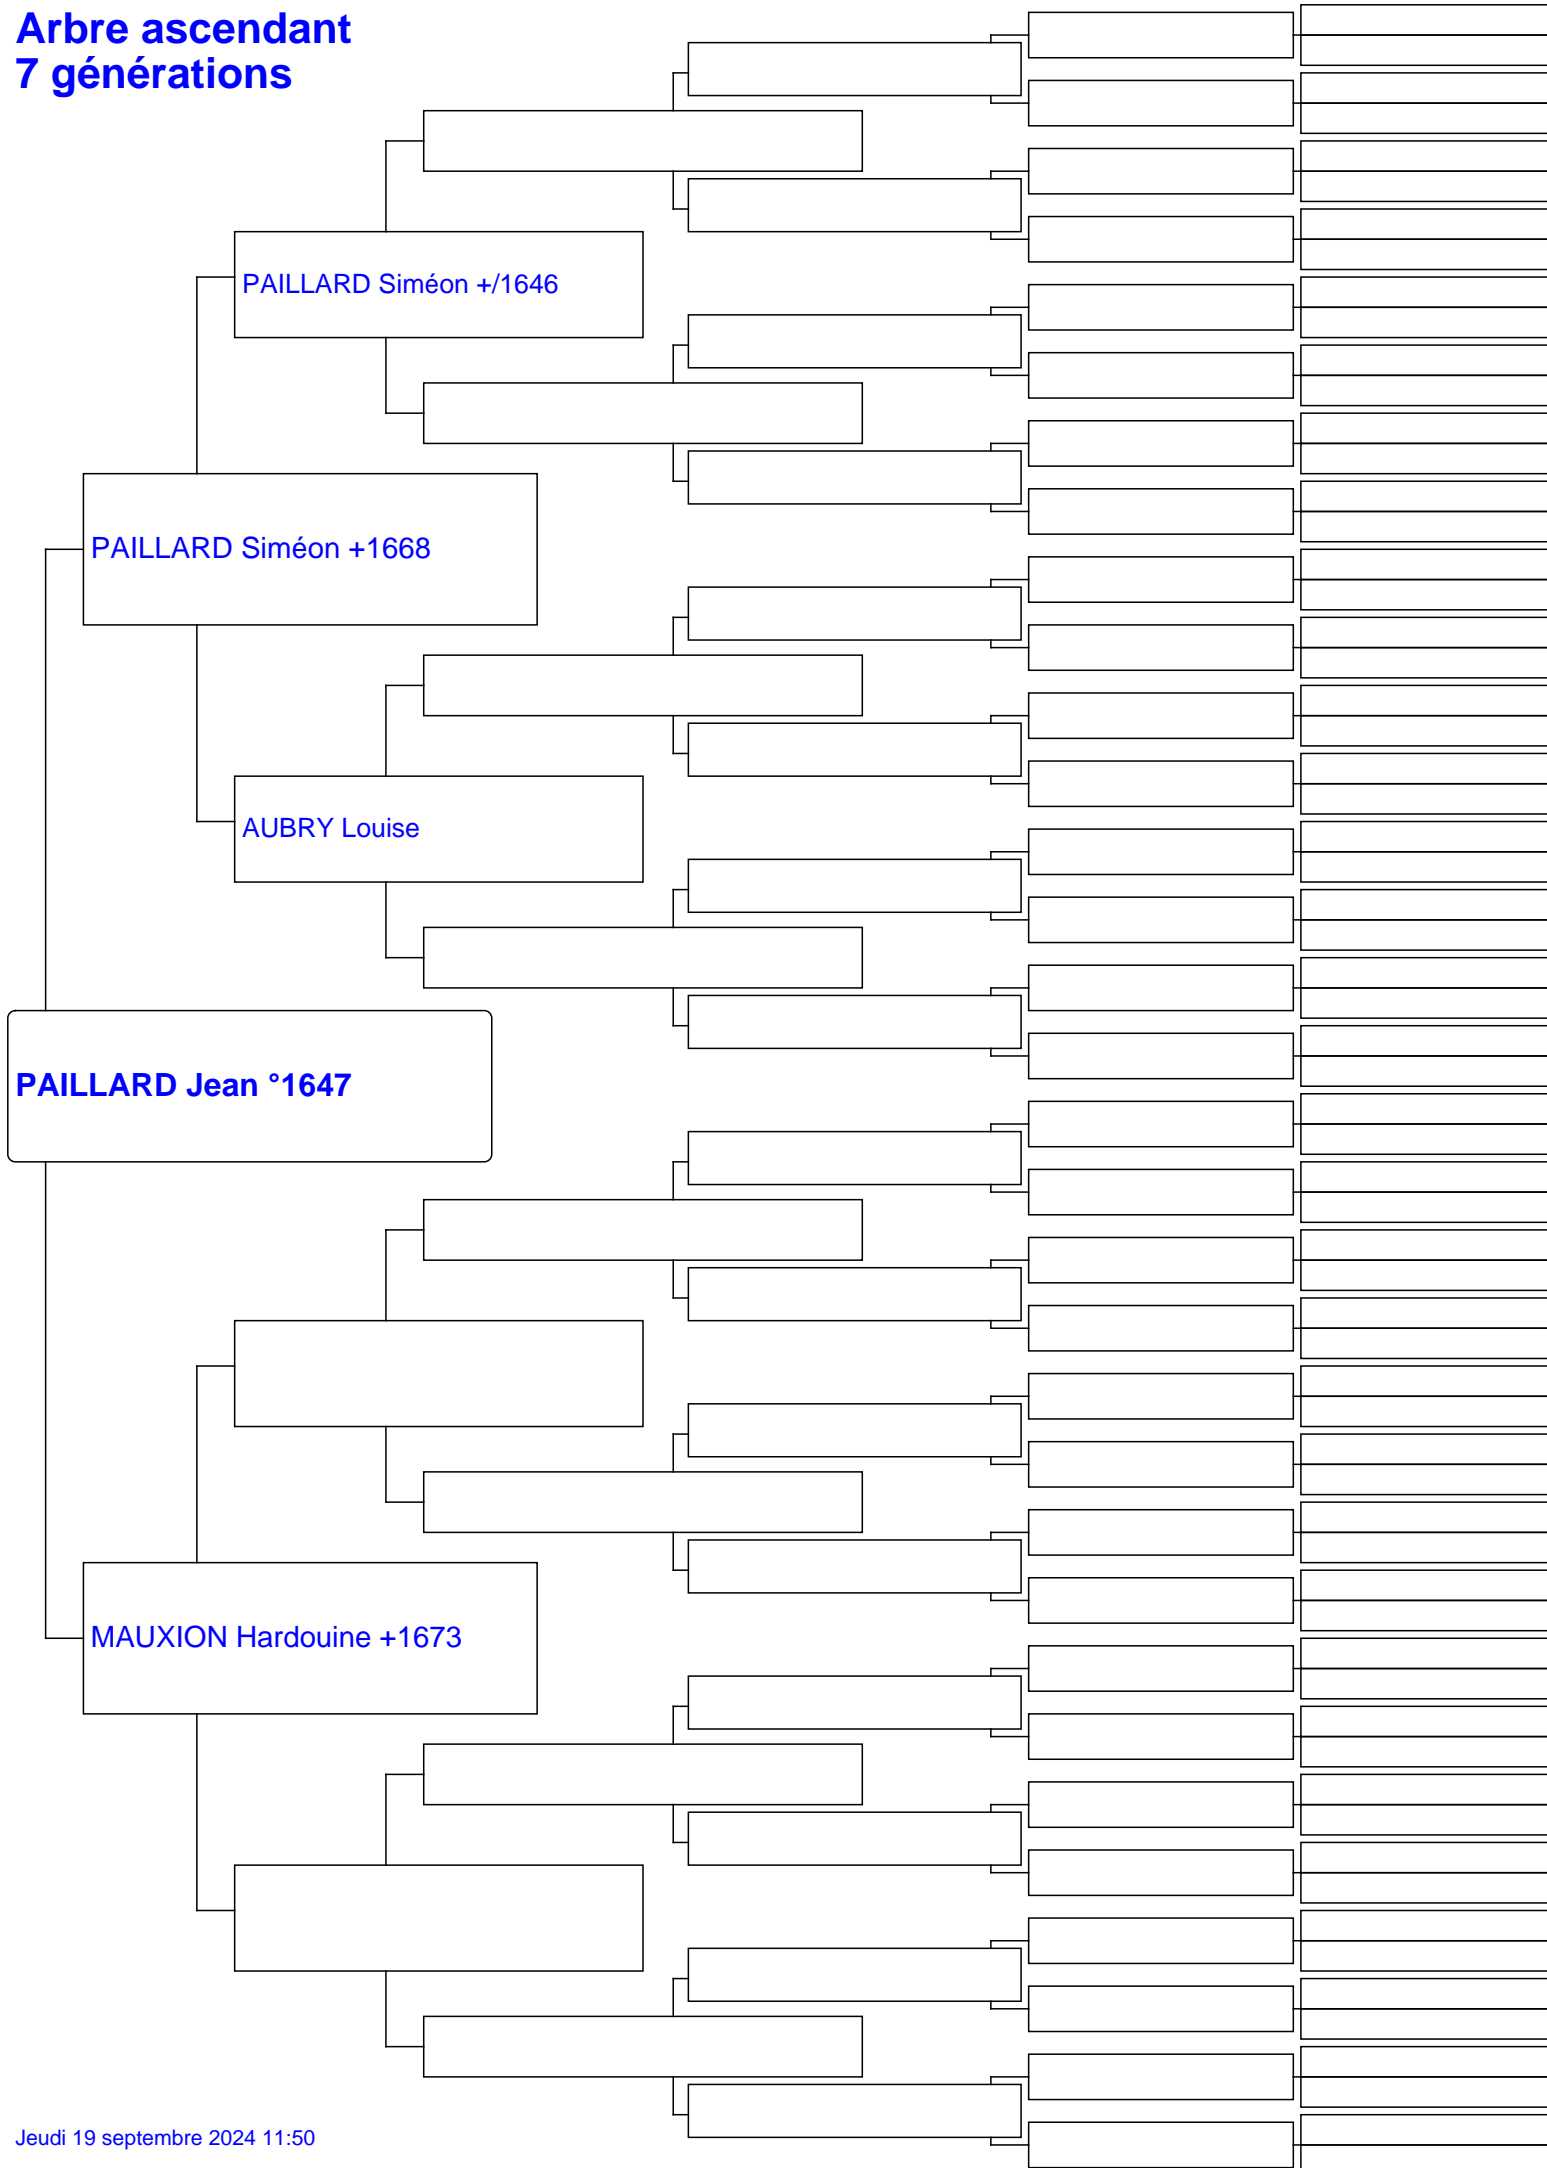 Arbre ascendant
7 générations
PAILLARD Siméon +/1646
PAILLARD Siméon +1668
AUBRY Louise
PAILLARD Jean °1647
MAUXION Hardouine +1673
Jeudi 19 septembre 2024 11:50